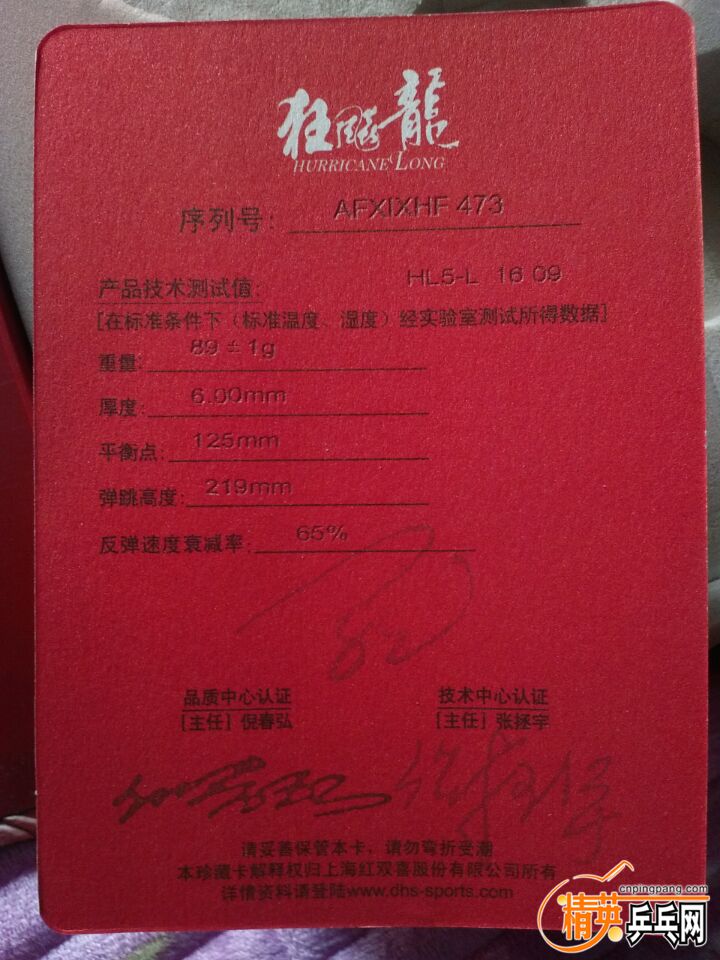 狂飚龍
HURRICANE LONG
序列号: AFXIXHF 473
HL5-L 16 09
产品技术测试值:
[在标准条件下（标准温度、湿度）经实验室测试所得数据]
重量: 89 ± 1g
厚度: 6.00mm
平衡点: 125mm
弹跳高度: 219mm
反弹速度衰减率: 65%
品质中心认证 技术中心认证
[主任] 倪春弘 [主任] 张拯宇
请妥善保管本卡、请勿弯折受潮
本珍藏卡解释权归上海红双喜股份有限公司所有
详情资料请登陆www.dhs-sports.com
cnpingpang.com
精英乒乓网